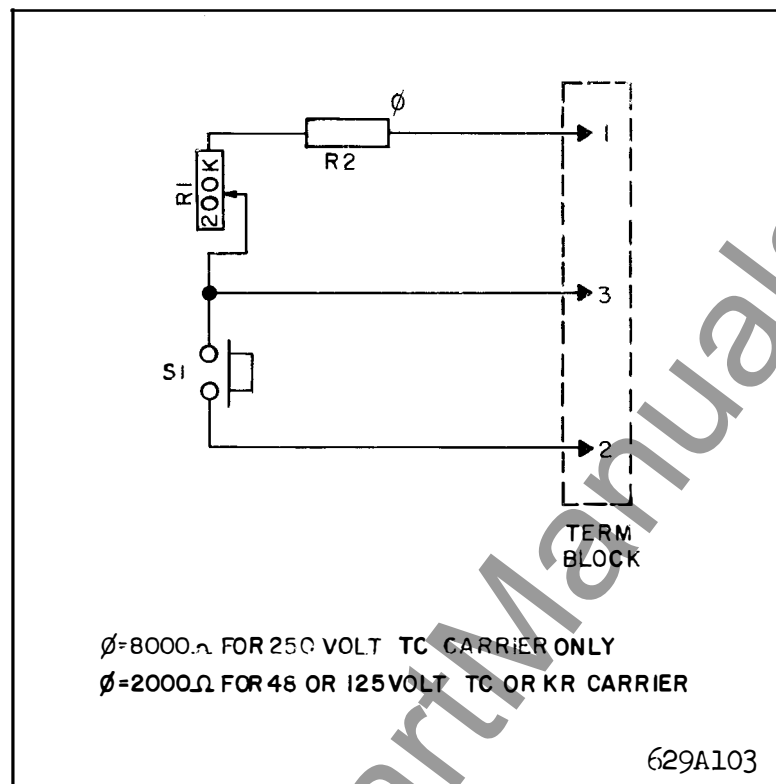 Ø
1
R2
R1
200K
3
S1
2
TERM
BLOCK
Ø=8000Ω FOR 250 VOLT TC CARRIER ONLY
Ø=2000Ω FOR 48 OR 125 VOLT TC OR KR CARRIER
629A103